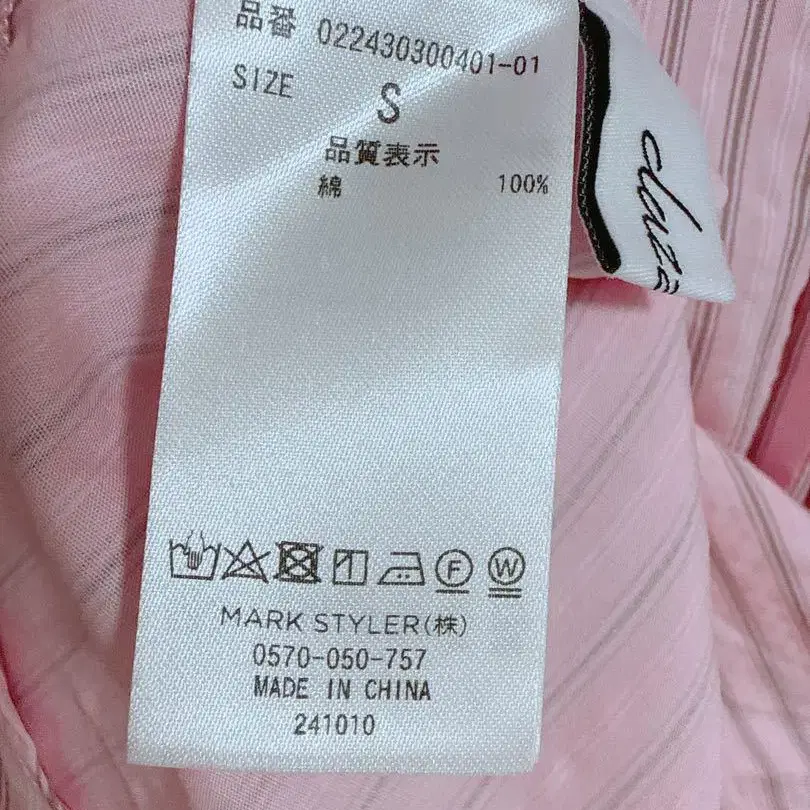 品番 022430300401-01
SIZE S
品質表示
綿 100%
F W
MARK STYLER(株)
0570-050-757
MADE IN CHINA
241010